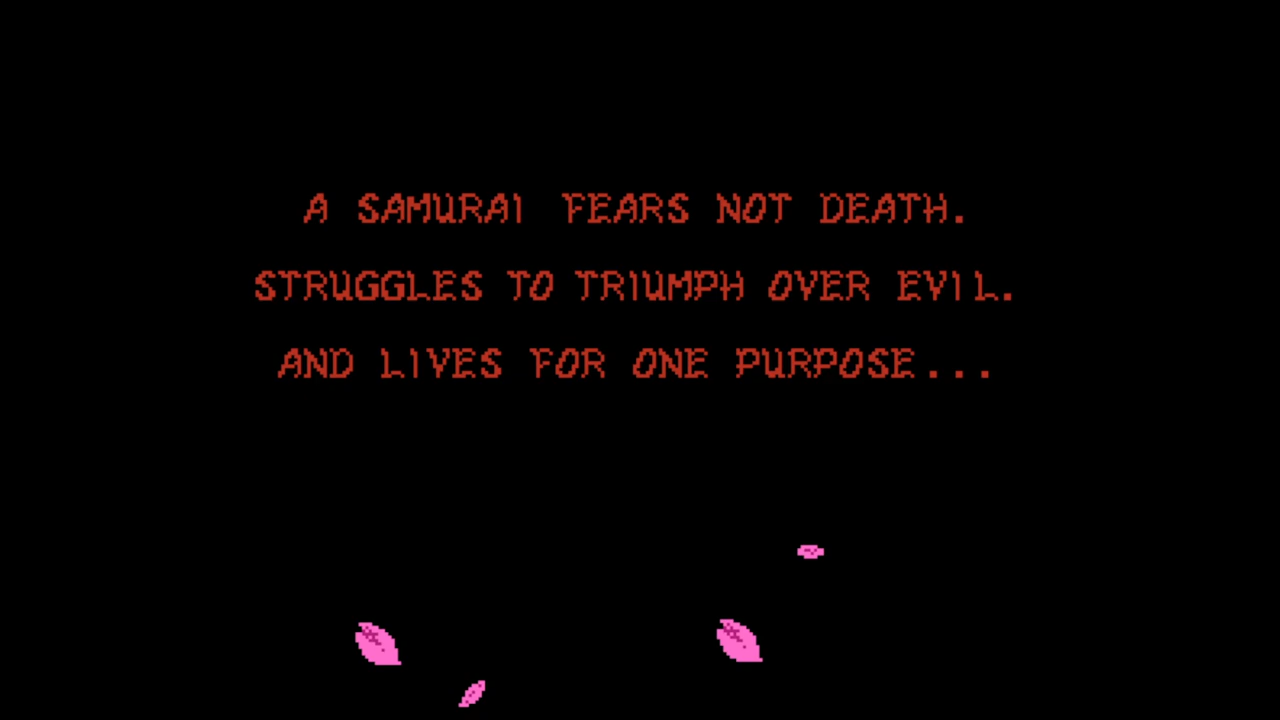 A SAMURAI FEARS NOT DEATH.
STRUGGLES TO TRIUMPH OVER EVIL.
AND LIVES FOR ONE PURPOSE...